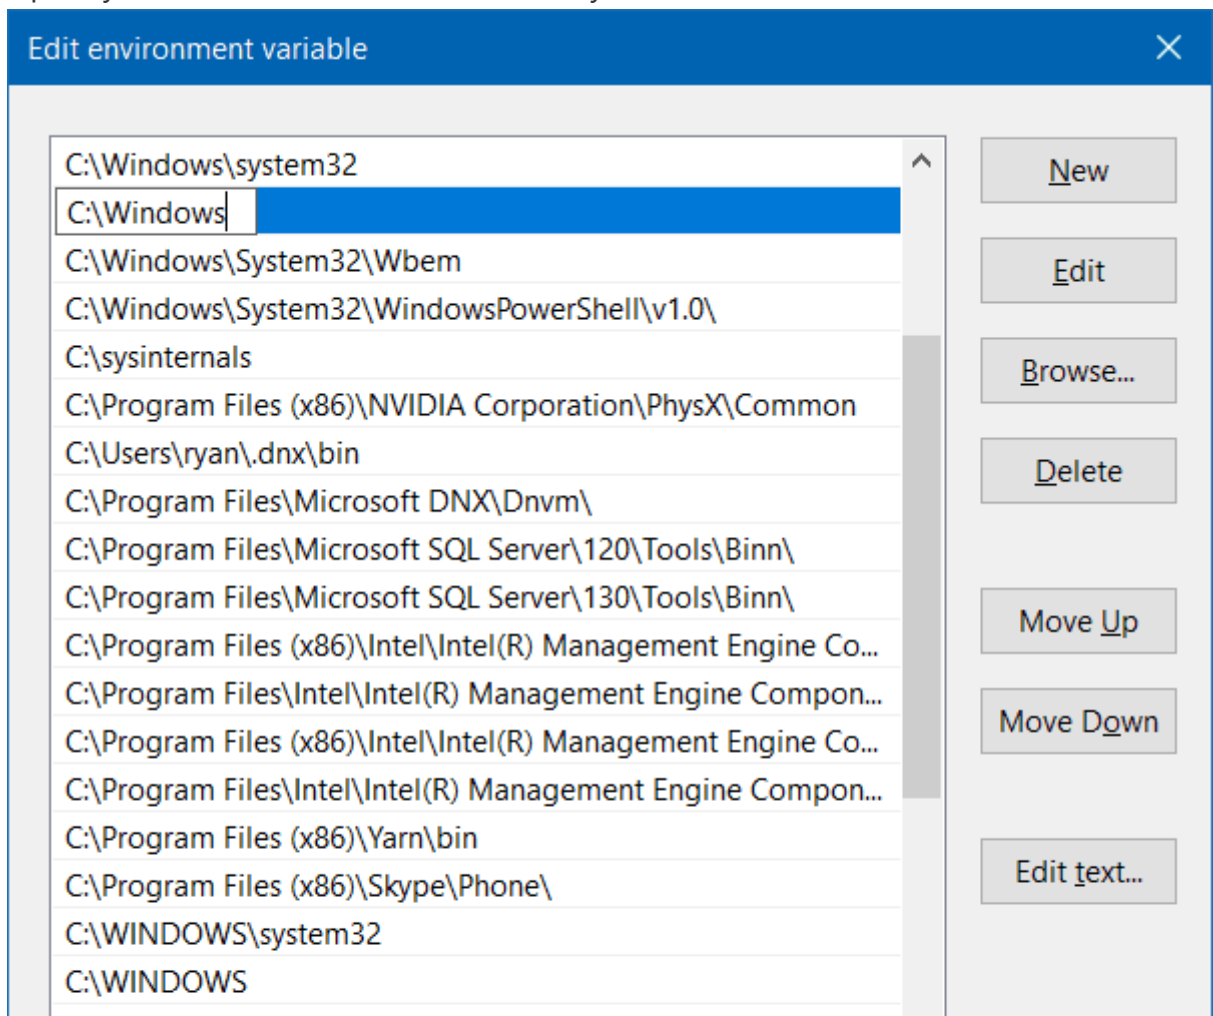 Edit environment variable
C:\Windows\system32
C:\Windows
C:\Windows\System32\Wbem
C:\Windows\System32\WindowsPowerShell\v1.0\
C:\sysinternals
C:\Program Files (x86)\NVIDIA Corporation\PhysX\Common
C:\Users\ryan\.dnx\bin
C:\Program Files\Microsoft DNX\Dnvm\
C:\Program Files\Microsoft SQL Server\120\Tools\Binn\
C:\Program Files\Microsoft SQL Server\130\Tools\Binn\
C:\Program Files (x86)\Intel\Intel(R) Management Engine Co...
C:\Program Files\Intel\Intel(R) Management Engine Compon...
C:\Program Files (x86)\Intel\Intel(R) Management Engine Co...
C:\Program Files\Intel\Intel(R) Management Engine Compon...
C:\Program Files (x86)\Yarn\bin
C:\Program Files (x86)\Skype\Phone\
C:\WINDOWS\system32
C:\WINDOWS
New
Edit
Browse...
Delete
Move Up
Move Down
Edit text...